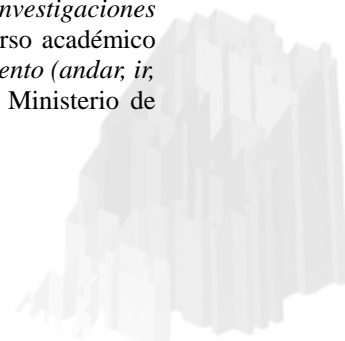 nvestigaciones
rso académico
ento (andar, ir,
Ministerio de